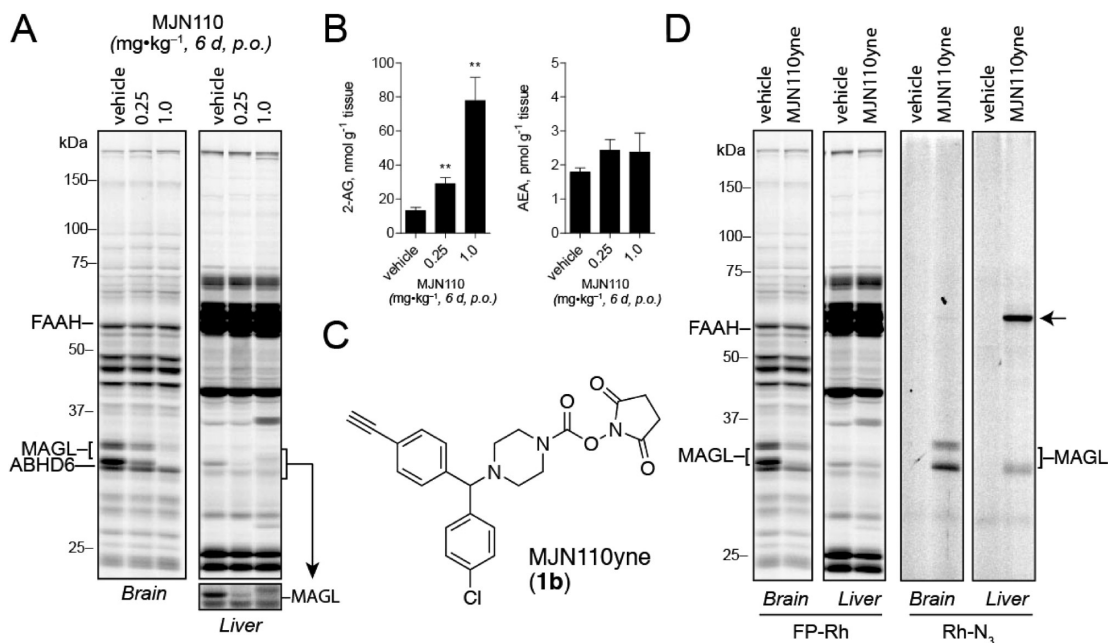 A
MJN110
(mg•kg⁻¹, 6 d, p.o.)
vehicle
0.25
1.0
vehicle
0.25
1.0
kDa
150–
100–
75–
FAAH–
50–
37–
MAGL–[
ABHD6–
25–
Brain
–MAGL
Liver
B
2-AG, nmol g⁻¹ tissue
100
80
60
40
20
0
**
**
vehicle
0.25
1.0
MJN110
(mg•kg⁻¹, 6 d, p.o.)
AEA, pmol g⁻¹ tissue
5
4
3
2
1
0
vehicle
0.25
1.0
MJN110
(mg•kg⁻¹, 6 d, p.o.)
C
O
O
N
N
O
N
O
Cl
MJN110yne
(1b)
D
vehicle
MJN110yne
vehicle
MJN110yne
vehicle
MJN110yne
vehicle
MJN110yne
kDa
150–
100–
75–
FAAH–
50–
37–
MAGL–[
]–MAGL
25–
Brain Liver Brain Liver
FP-Rh Rh-N₃